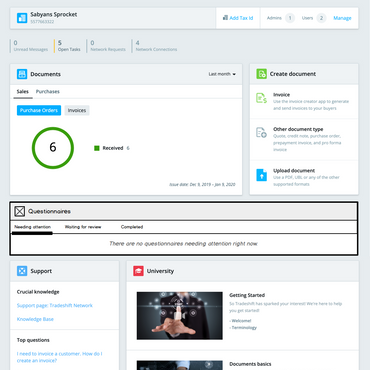 Sabyans Sprocket
5577663322
Add Tax Id
Admins 1
Users 2
Manage
0
Unread Messages
5
Open Tasks
0
Network Requests
4
Network Connections
Documents
Last month
Sales Purchases
Purchase Orders Invoices
6
Received 6
Issue date: Dec 9, 2019 – Jan 9, 2020
Create document
Invoice
Use the invoice creator app to generate
and send invoices to your buyers
Other document type
Quote, credit note, purchase order,
prepayment invoice, and pro forma
invoice
Upload document
Use a PDF, URL or any of the other
supported formats
Questionnaires
Needing attention Waiting for review Completed
There are no questionnaires needing attention right now
Support
Crucial knowledge
Support page: Tradeshift Network
Knowledge Base
Top questions
I need to invoice a customer. How do I
create an invoice?
University
Getting Started
So Tradeshift has sparked your interest! We're here to help
you get started!
- Welcome!
- Terminology
Documents basics